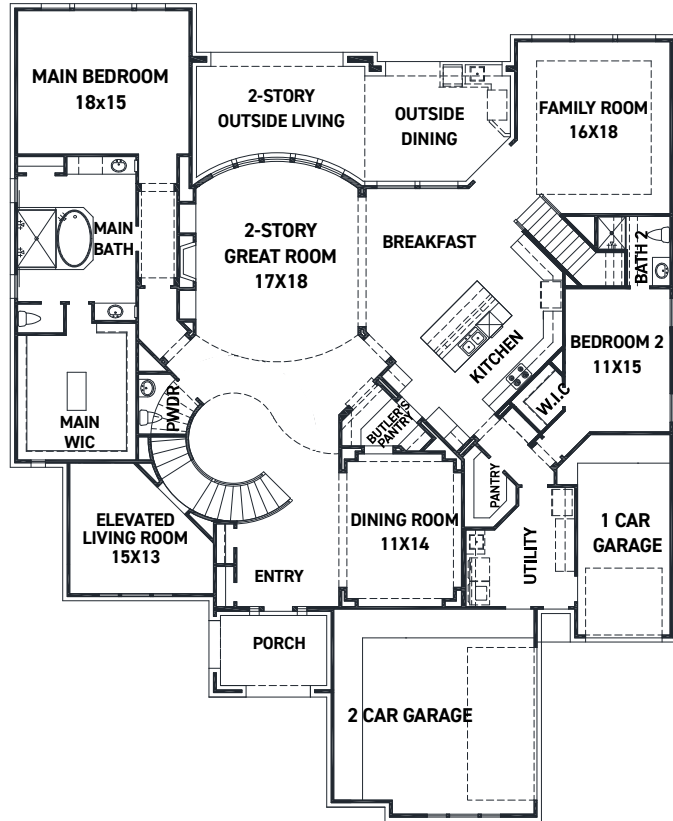 MAIN BEDROOM
18x15
2-STORY
OUTSIDE LIVING
OUTSIDE
DINING
FAMILY ROOM
16X18
MAIN
BATH
2-STORY
GREAT ROOM
17X18
BREAKFAST
BATH 2
KITCHEN
BEDROOM 2
11X15
W.I.C
MAIN
WIC
PWDR
BUTLER'S
PANTRY
PANTRY
ELEVATED
LIVING ROOM
15X13
DINING ROOM
11X14
1 CAR
GARAGE
UTILITY
ENTRY
PORCH
2 CAR GARAGE